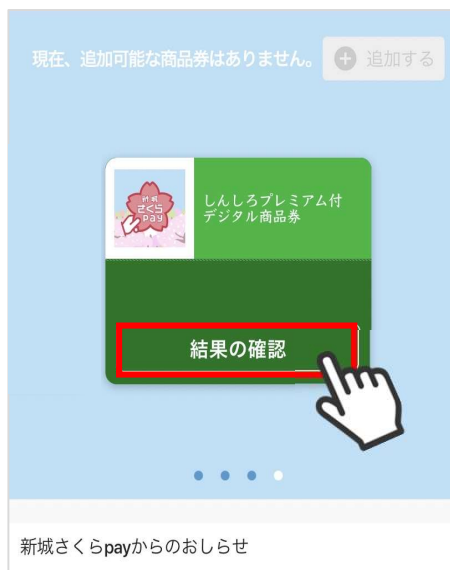 現在、追加可能な商品券はありません。 追加する
新城
さくら
pay
しんしろプレミアム付
デジタル商品券
結果の確認
新城さくらpayからのおしらせ